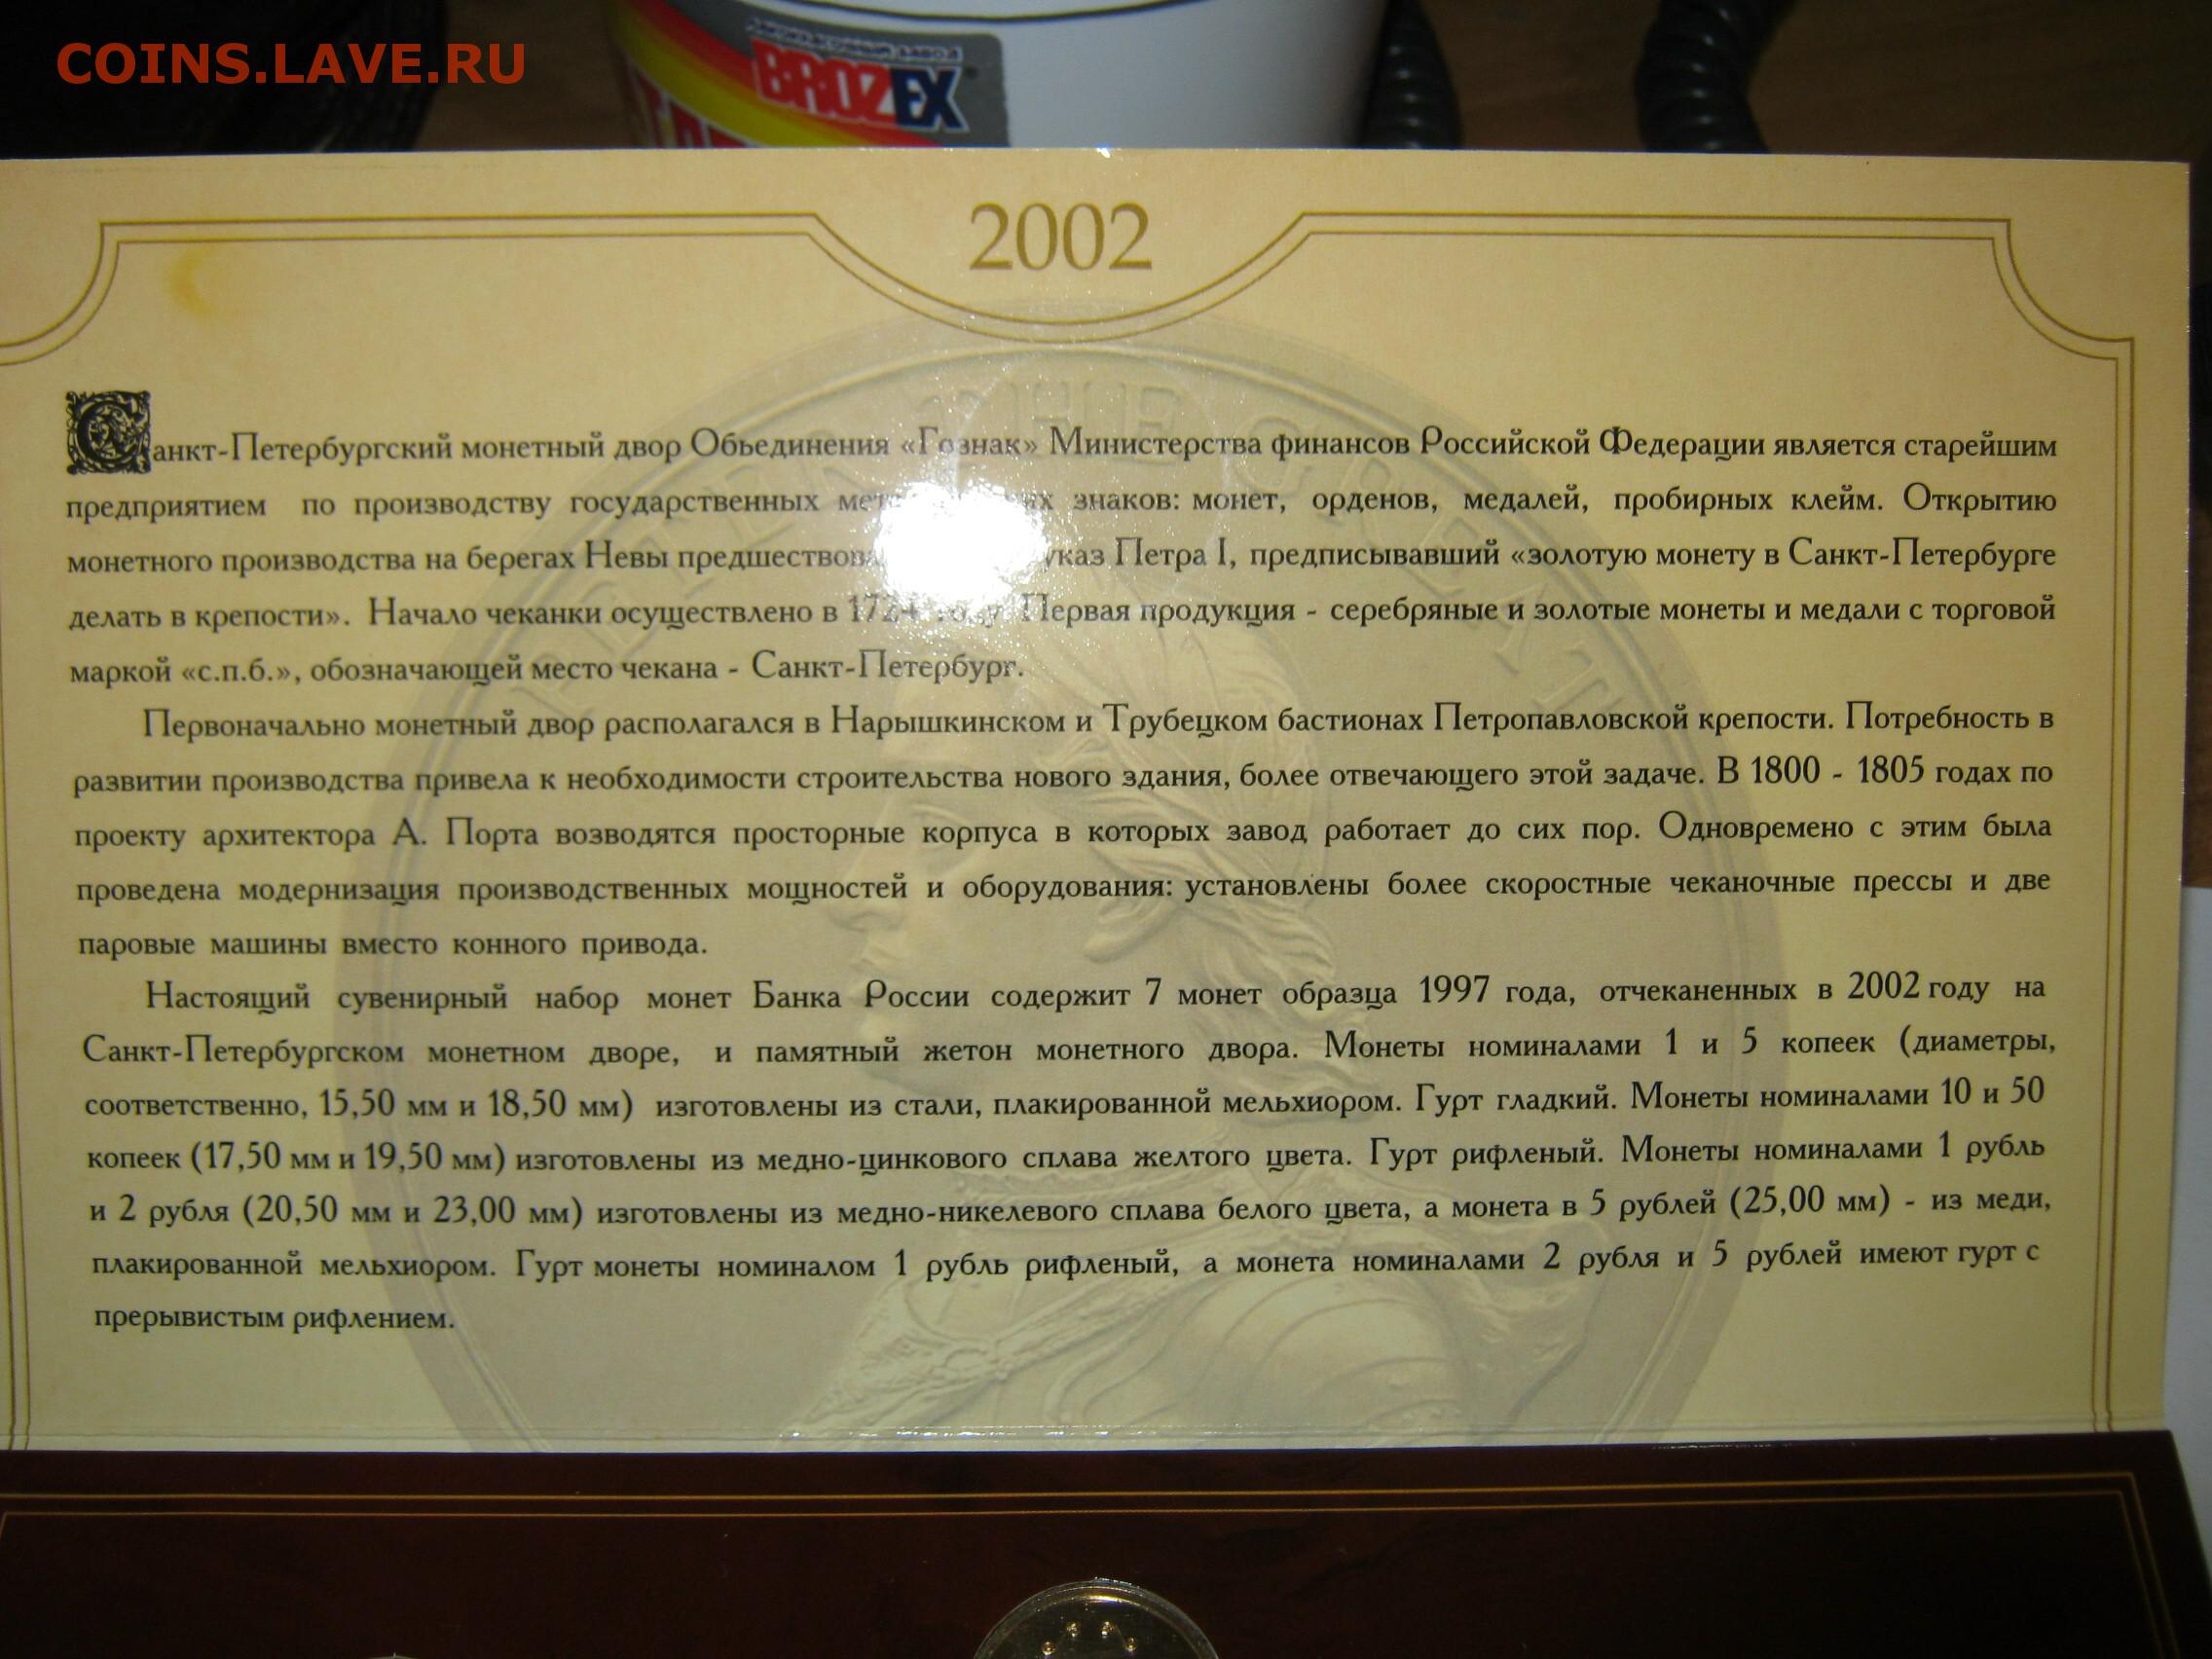 COINS.LAVE.RU
BROZEX
2002
Санкт-Петербургский монетный двор Обьединения «Гознак» Министерства финансов Российской Федерации является старейшим
предприятием по производству государственных знаков: монет, орденов, медалей, пробирных клейм. Открытию
монетного производства на берегах Невы указ Петра I, предписывавший «золотую монету в Санкт-Петербурге
делать в крепости». Начало чеканки осуществлено в 1724 году. Первая продукция - серебряные и золотые монеты и медали с торговой
маркой «с.п.б.», обозначающей место чекана - Санкт-Петербург.
Первоначально монетный двор располагался в Нарышкинском и Трубецком бастионах Петропавловской крепости. Потребность в
развитии производства привела к необходимости строительства нового здания, более отвечающего этой задаче. В 1800 - 1805 годах по
проекту архитектора А. Порта возводятся просторные корпуса в которых завод работает до сих пор. Одновремено с этим была
проведена модернизация производственных мощностей и оборудования: установлены более скоростные чеканочные прессы и две
паровые машины вместо конного привода.
Настоящий сувенирный набор монет Банка России содержит 7 монет образца 1997 года, отчеканенных в 2002 году на
Санкт-Петербургском монетном дворе, и памятный жетон монетного двора. Монеты номиналами 1 и 5 копеек (диаметры,
соответственно, 15,50 мм и 18,50 мм) изготовлены из стали, плакированной мельхиором. Гурт гладкий. Монеты номиналами 10 и 50
копеек (17,50 мм и 19,50 мм) изготовлены из медно-цинкового сплава желтого цвета. Гурт рифленый. Монеты номиналами 1 рубль
и 2 рубля (20,50 мм и 23,00 мм) изготовлены из медно-никелевого сплава белого цвета, а монета в 5 рублей (25,00 мм) - из меди,
плакированной мельхиором. Гурт монеты номиналом 1 рубль рифленый, а монета номиналами 2 рубля и 5 рублей имеют гурт с
прерывистым рифлением.